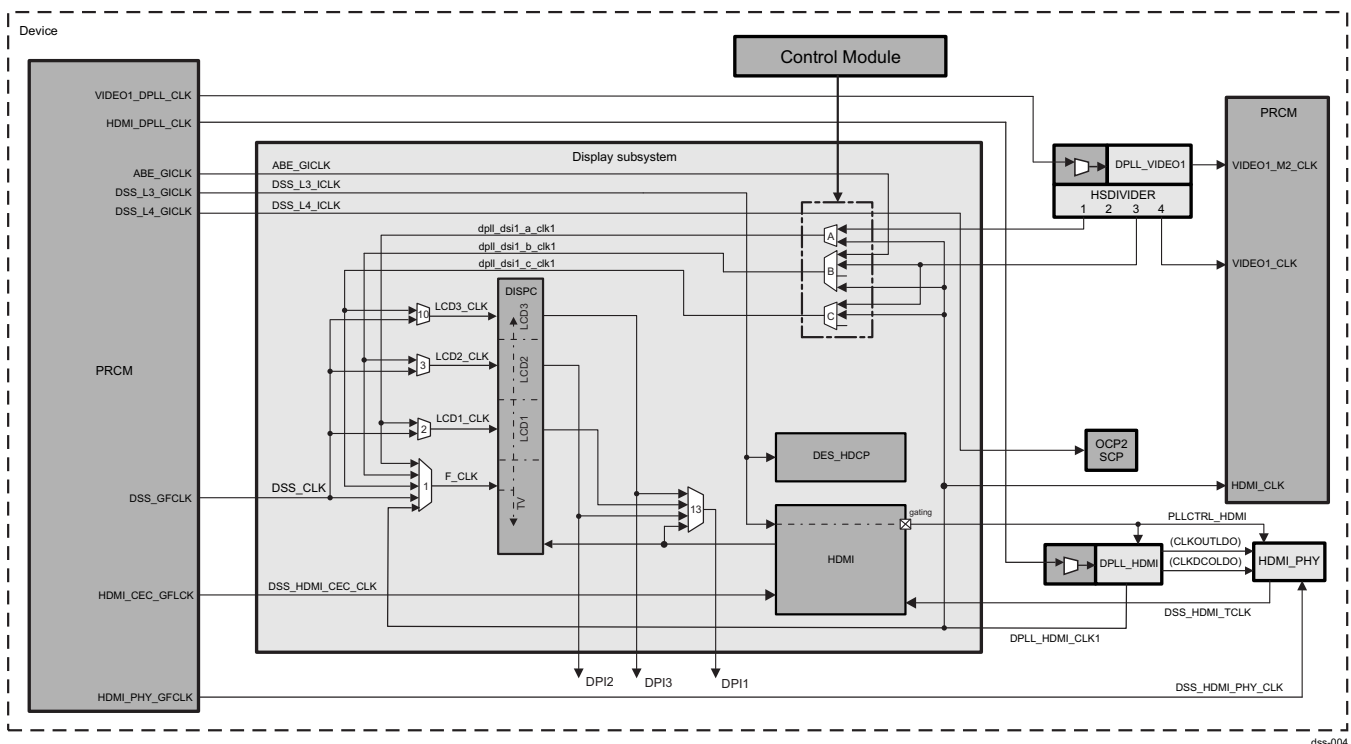 Device
Control Module
VIDEO1_DPLL_CLK
HDMI_DPLL_CLK
ABE_GICLK
DSS_L3_GICLK
DSS_L4_GICLK
PRCM
DSS_GFCLK
HDMI_CEC_GFLCK
HDMI_PHY_GFCLK
Display subsystem
ABE_GICLK
DSS_L3_ICLK
DSS_L4_ICLK
dpll_dsi1_a_clk1
dpll_dsi1_b_clk1
dpll_dsi1_c_clk1
A
B
C
DISPC
LCD3
LCD2
LCD1
TV
10
LCD3_CLK
3
LCD2_CLK
2
LCD1_CLK
1
F_CLK
DSS_CLK
13
DES_HDCP
HDMI
gating
DSS_HDMI_CEC_CLK
DPI2
DPI3
DPI1
DPLL_VIDEO1
HSDIVIDER
1 2 3 4
PRCM
VIDEO1_M2_CLK
VIDEO1_CLK
HDMI_CLK
OCP2
SCP
PLLCTRL_HDMI
(CLKOUTLDO)
(CLKDCOLDO)
DPLL_HDMI
HDMI_PHY
DSS_HDMI_TCLK
DPLL_HDMI_CLK1
DSS_HDMI_PHY_CLK
dss-004